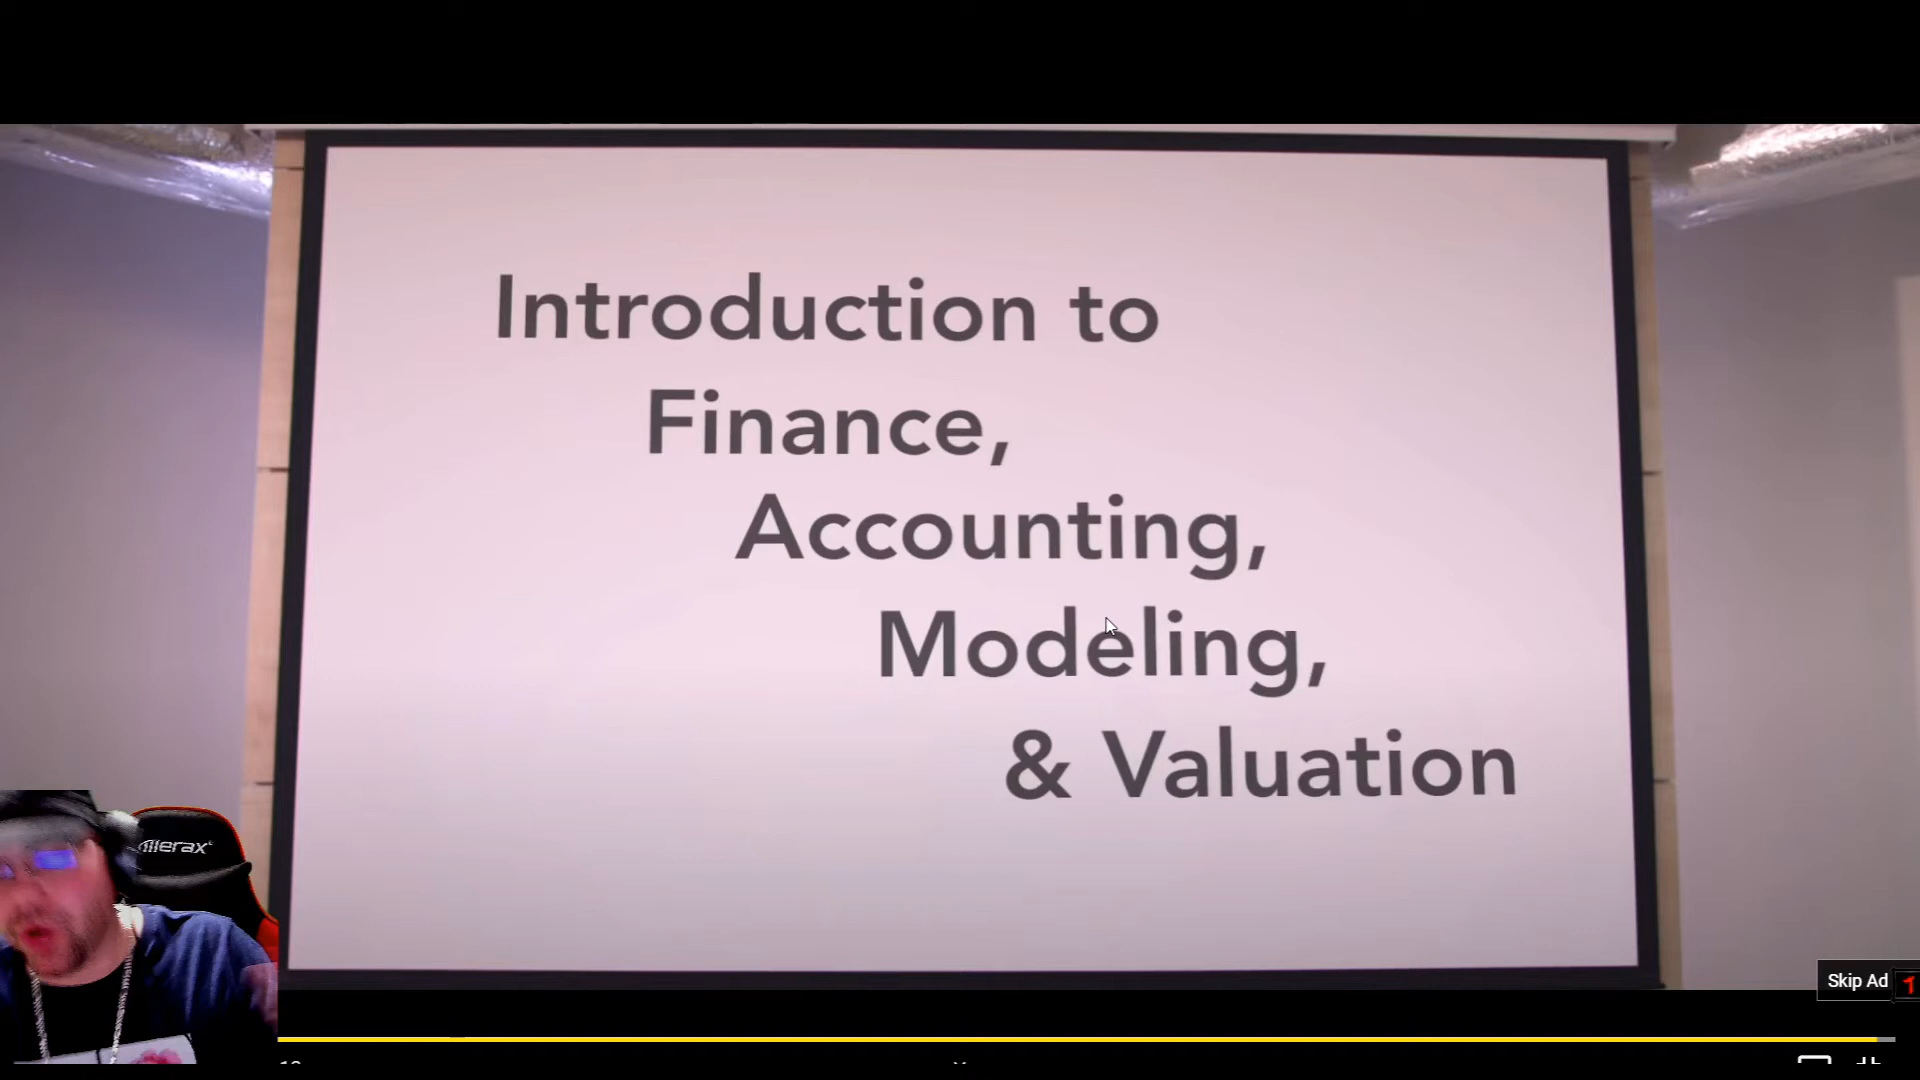 Introduction to
Finance,
Accounting,
Modeling,
& Valuation
Skip Ad